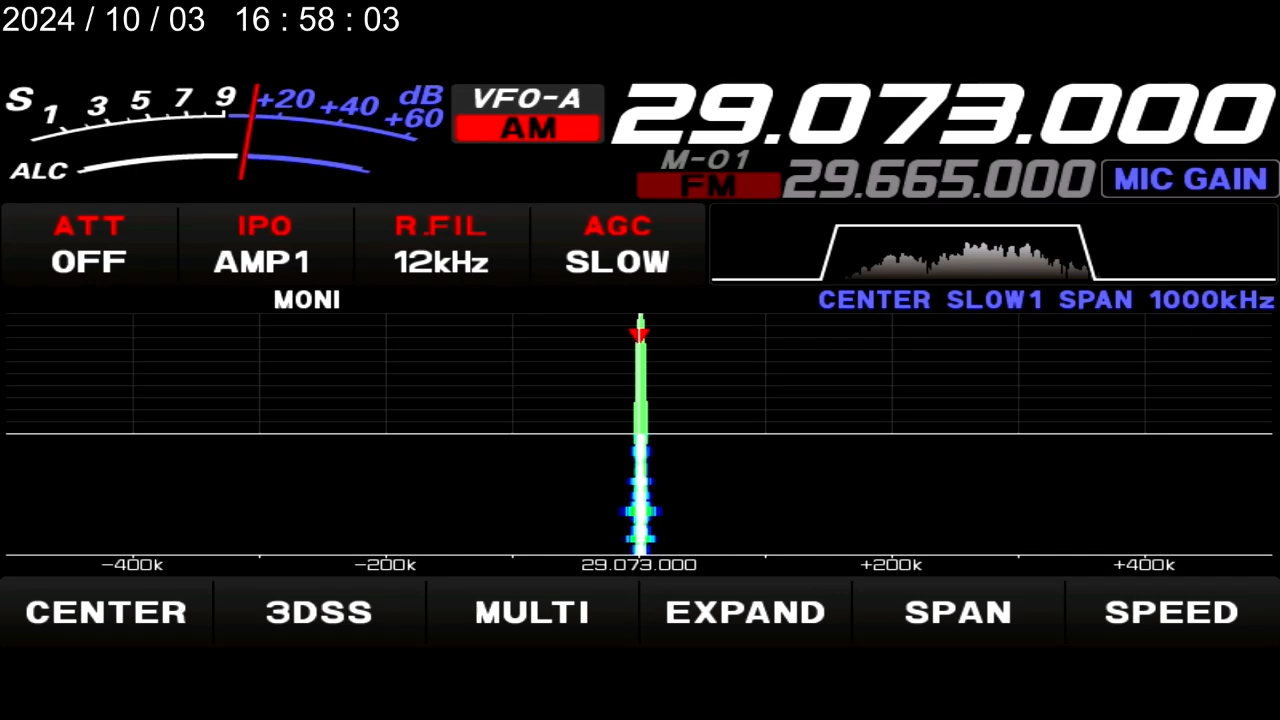 2024 / 10 / 03 16 : 58 : 03
S 1 3 5 7 9 +20 +40 +60 dB
VFO-A 29.073.000
AM
ALC
M-01 29.665.000 MIC GAIN
FM
ATT IPO R.FIL AGC
OFF AMP1 12kHz SLOW
MONI CENTER SLOW1 SPAN 1000kHz
-400k -200k 29.073.000 +200k +400k
CENTER 3DSS MULTI EXPAND SPAN SPEED